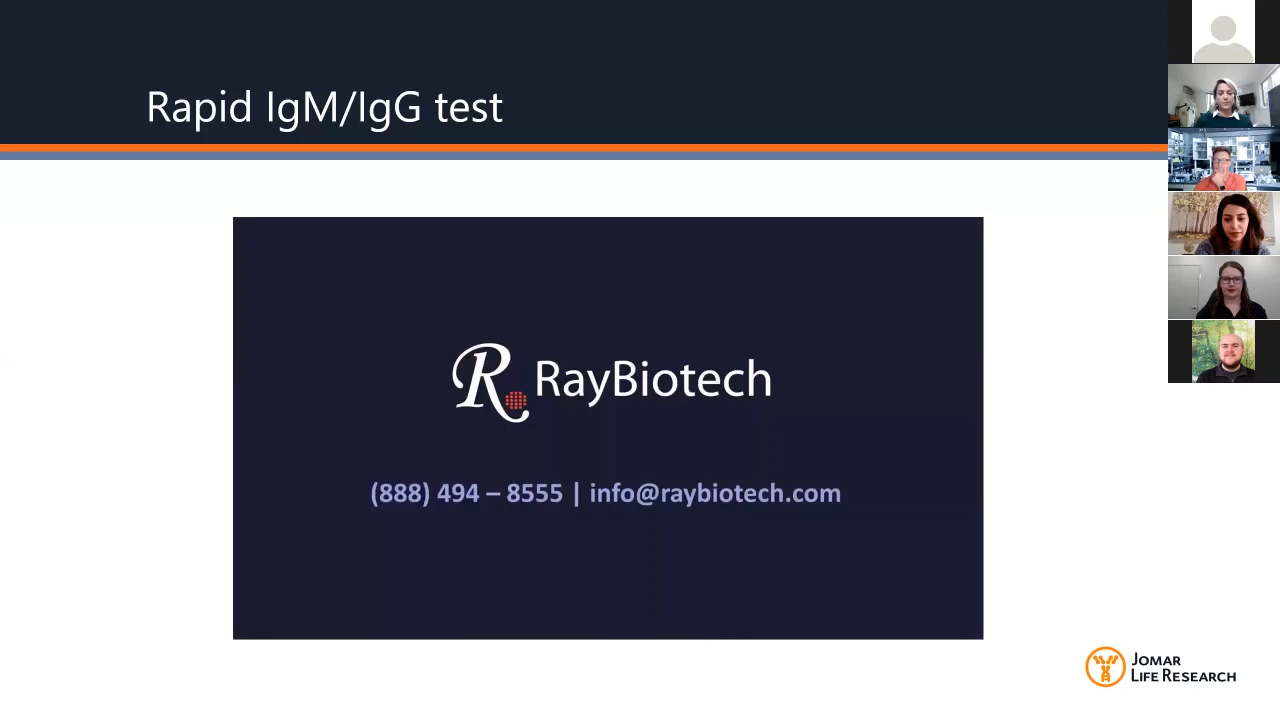 Rapid IgM/IgG test
R RayBiotech
(888) 494 – 8555 | info@raybiotech.com
JOMAR
LIFE RESEARCH